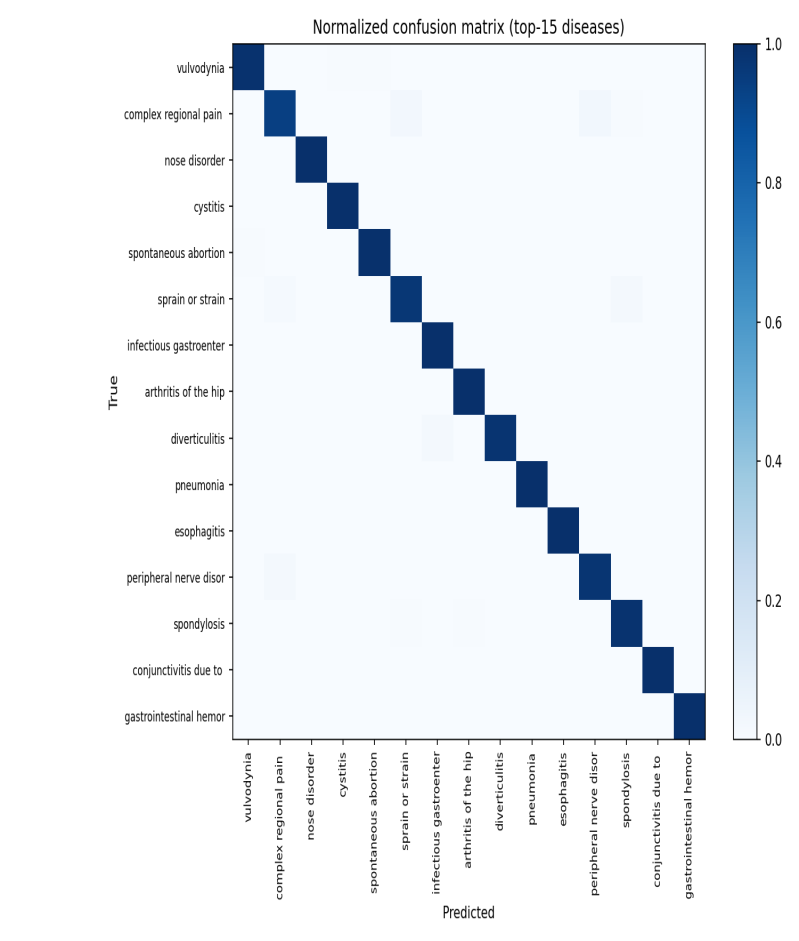 Normalized confusion matrix (top-15 diseases)
True
vulvodynia
complex regional pain
nose disorder
cystitis
spontaneous abortion
sprain or strain
infectious gastroenter
arthritis of the hip
diverticulitis
pneumonia
esophagitis
peripheral nerve disor
spondylosis
conjunctivitis due to
gastrointestinal hemor
vulvodynia
complex regional pain
nose disorder
cystitis
spontaneous abortion
sprain or strain
infectious gastroenter
arthritis of the hip
diverticulitis
pneumonia
esophagitis
peripheral nerve disor
spondylosis
conjunctivitis due to
gastrointestinal hemor
Predicted
1.0
0.8
0.6
0.4
0.2
0.0